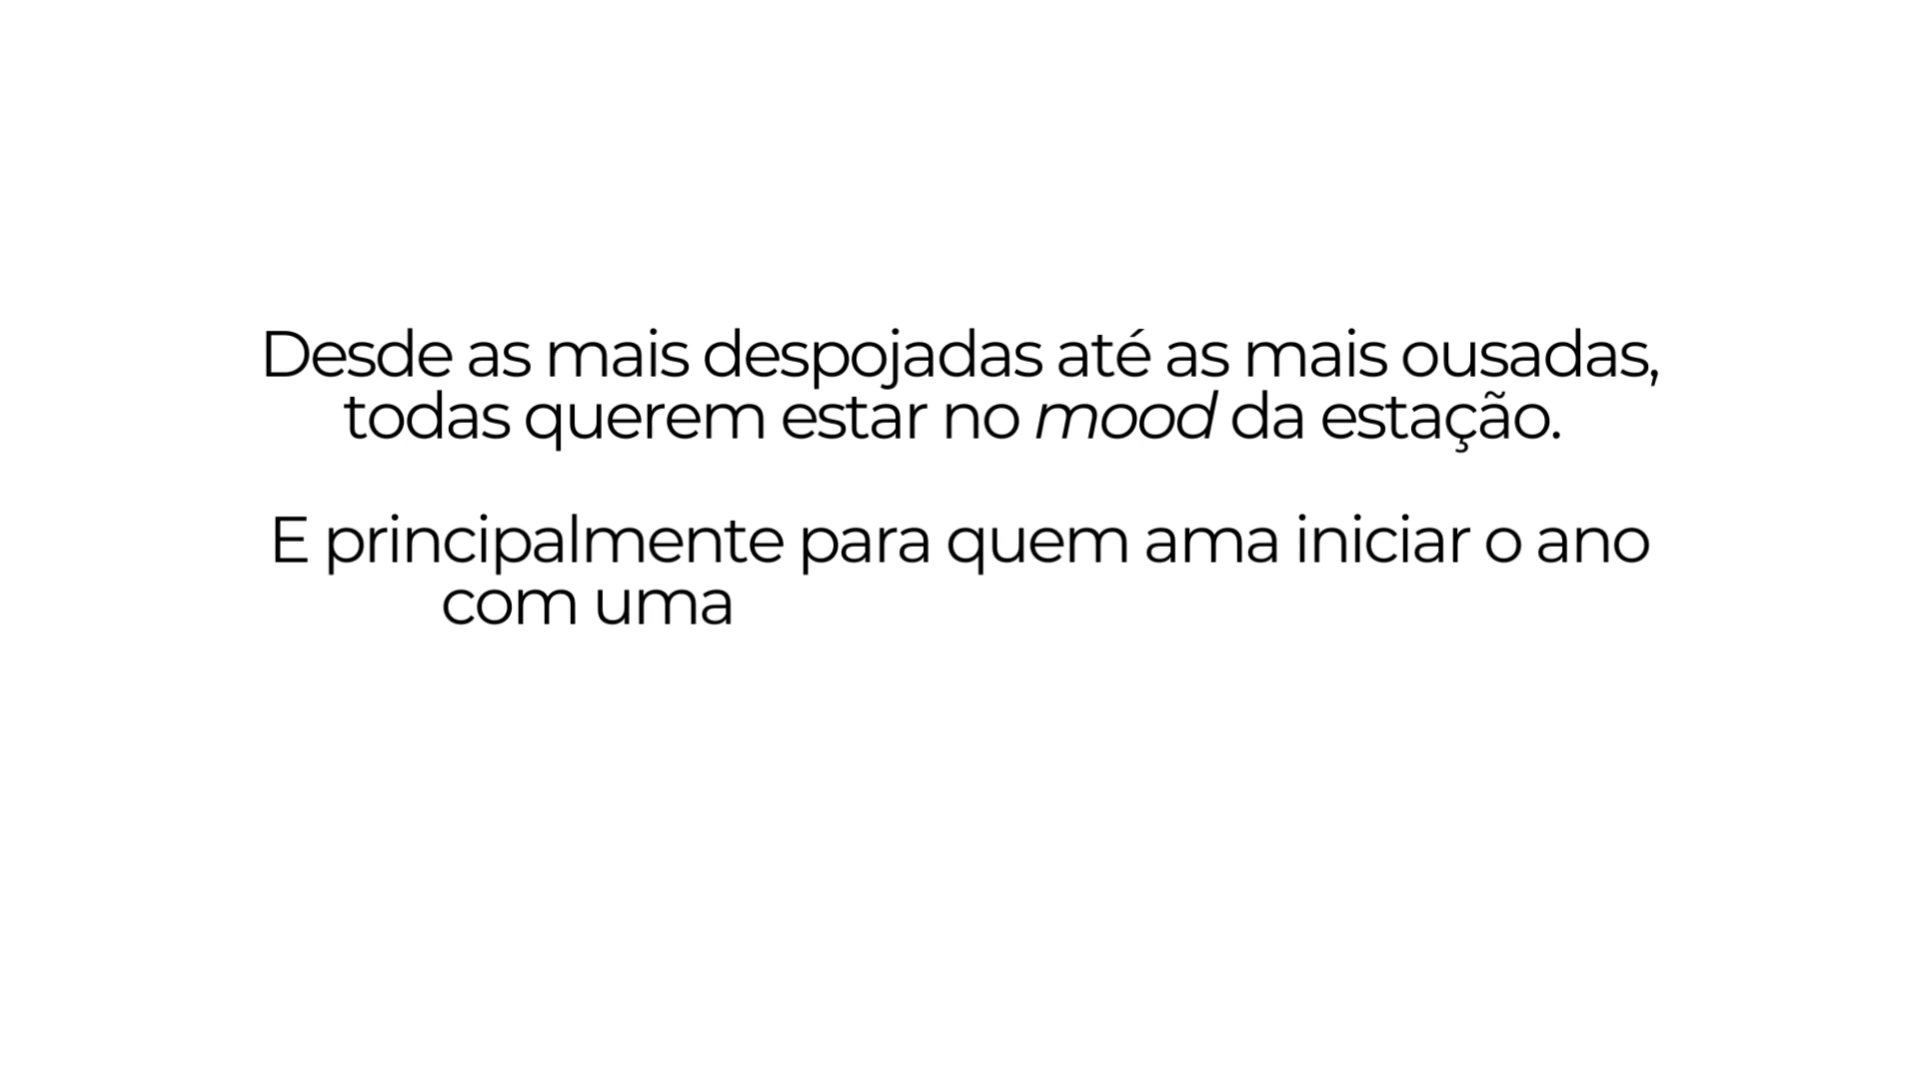 Desde as mais despojadas até as mais ousadas,
todas querem estar no mood da estação.
E principalmente para quem ama iniciar o ano
com uma